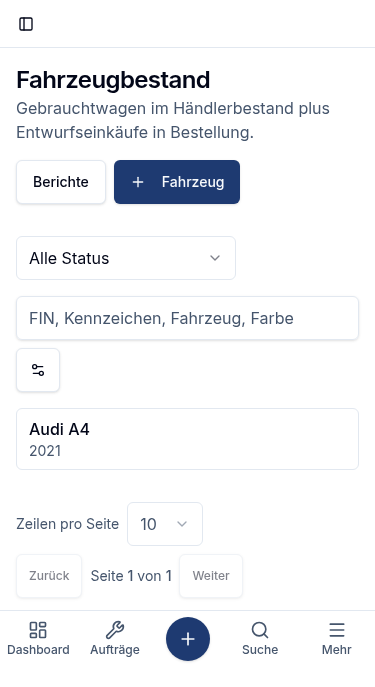 Fahrzeugbestand
Gebrauchtwagen im Händlerbestand plus
Entwurfseinkäufe in Bestellung.
Berichte
Fahrzeug
Alle Status
FIN, Kennzeichen, Fahrzeug, Farbe
Audi A4
2021
Zeilen pro Seite 10
Zurück Seite 1 von 1 Weiter
Dashboard Aufträge Suche Mehr